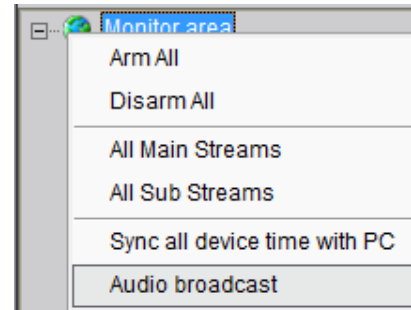 Monitor area
Arm All
Disarm All
All Main Streams
All Sub Streams
Sync all device time with PC
Audio broadcast